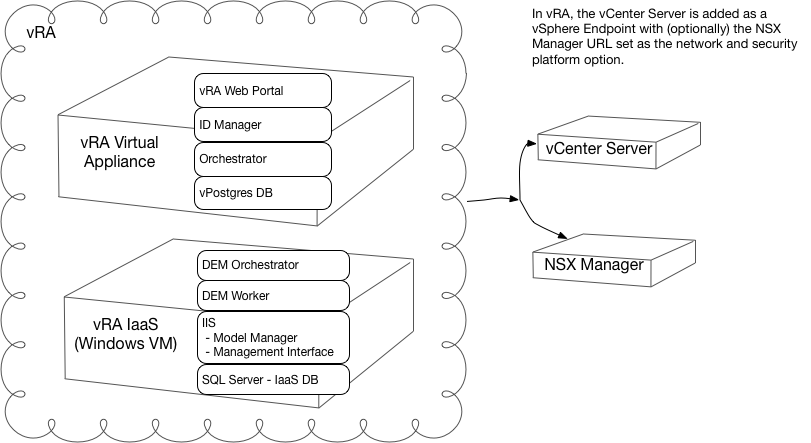 vRA
In vRA, the vCenter Server is added as a
vSphere Endpoint with (optionally) the NSX
Manager URL set as the network and security
platform option.
vRA Virtual
Appliance
vRA Web Portal
ID Manager
Orchestrator
vPostgres DB
vCenter Server
NSX Manager
vRA IaaS
(Windows VM)
DEM Orchestrator
DEM Worker
IIS
- Model Manager
- Management Interface
SQL Server - IaaS DB